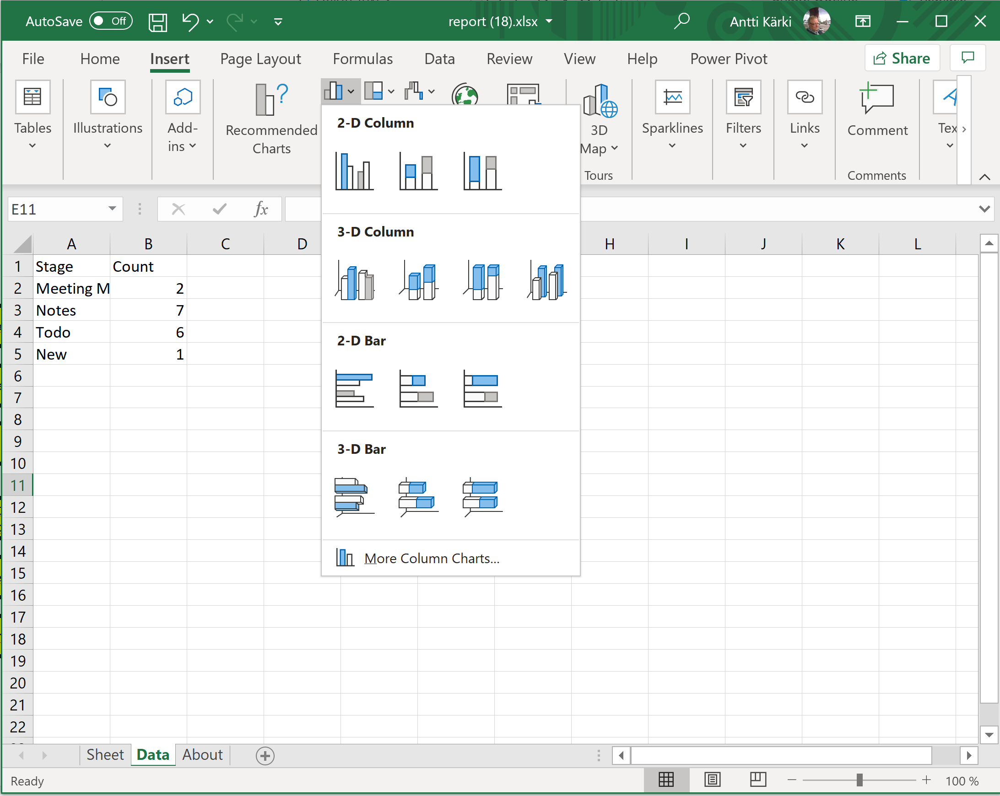 AutoSave Off report (18).xlsx Antti Kärki
File Home Insert Page Layout Formulas Data Review View Help Power Pivot Share
Tables Illustrations Add-
ins Recommended
Charts 3D
Map Sparklines Filters Links Comment Tex
Tours Comments
2-D Column
3-D Column
2-D Bar
3-D Bar
More Column Charts...
E11 fx
A B C D H I J K L
1 Stage Count
2 Meeting M 2
3 Notes 7
4 Todo 6
5 New 1
6
7
8
9
10
11
12
13
14
15
16
17
18
19
20
21
22
Sheet Data About
Ready 100 %